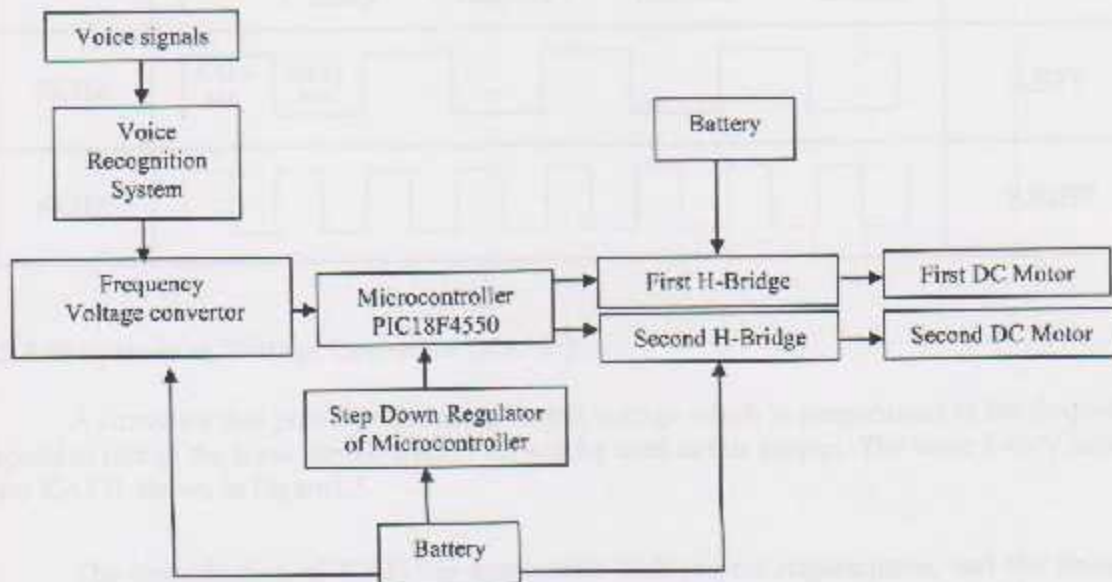 Voice signals
Voice
Recognition
System
Battery
Frequency
Voltage convertor
Microcontroller
PIC18F4550
First H-Bridge
First DC Motor
Second H-Bridge
Second DC Motor
Step Down Regulator
of Microcontroller
Battery